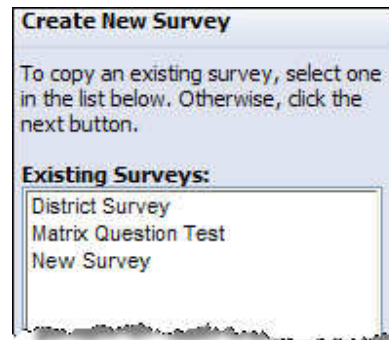 Create New Survey
To copy an existing survey, select one
in the list below. Otherwise, click the
next button.
Existing Surveys:
District Survey
Matrix Question Test
New Survey